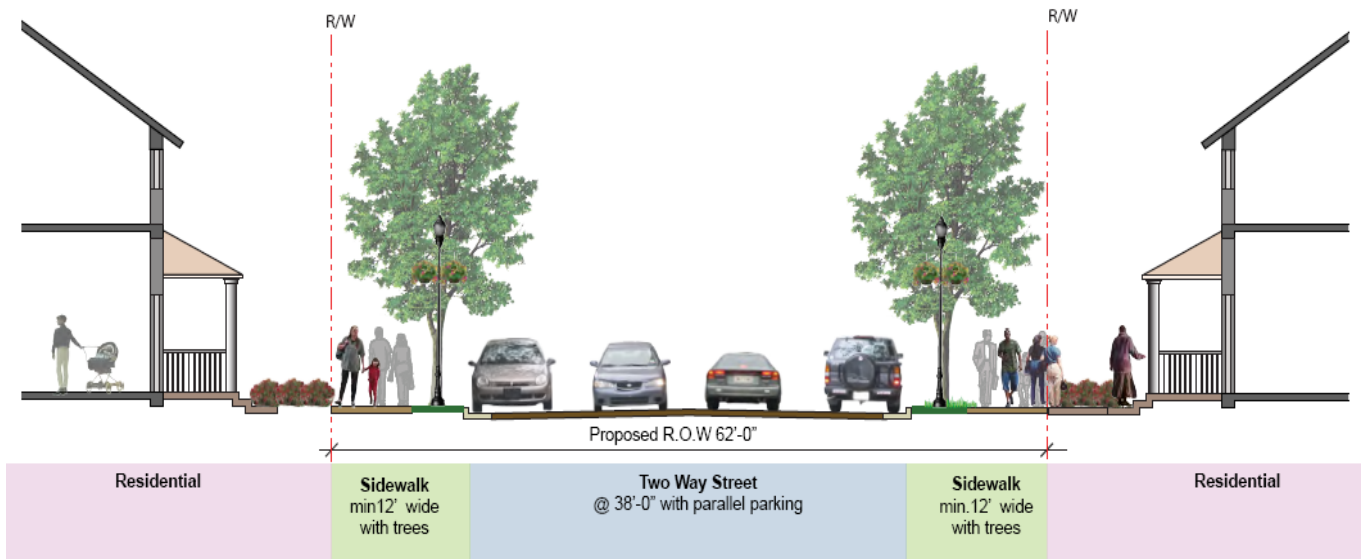 R/W
R/W
Proposed R.O.W 62'-0"
Residential
Sidewalk
min12' wide
with trees
Two Way Street
@ 38'-0" with parallel parking
Sidewalk
min.12' wide
with trees
Residential